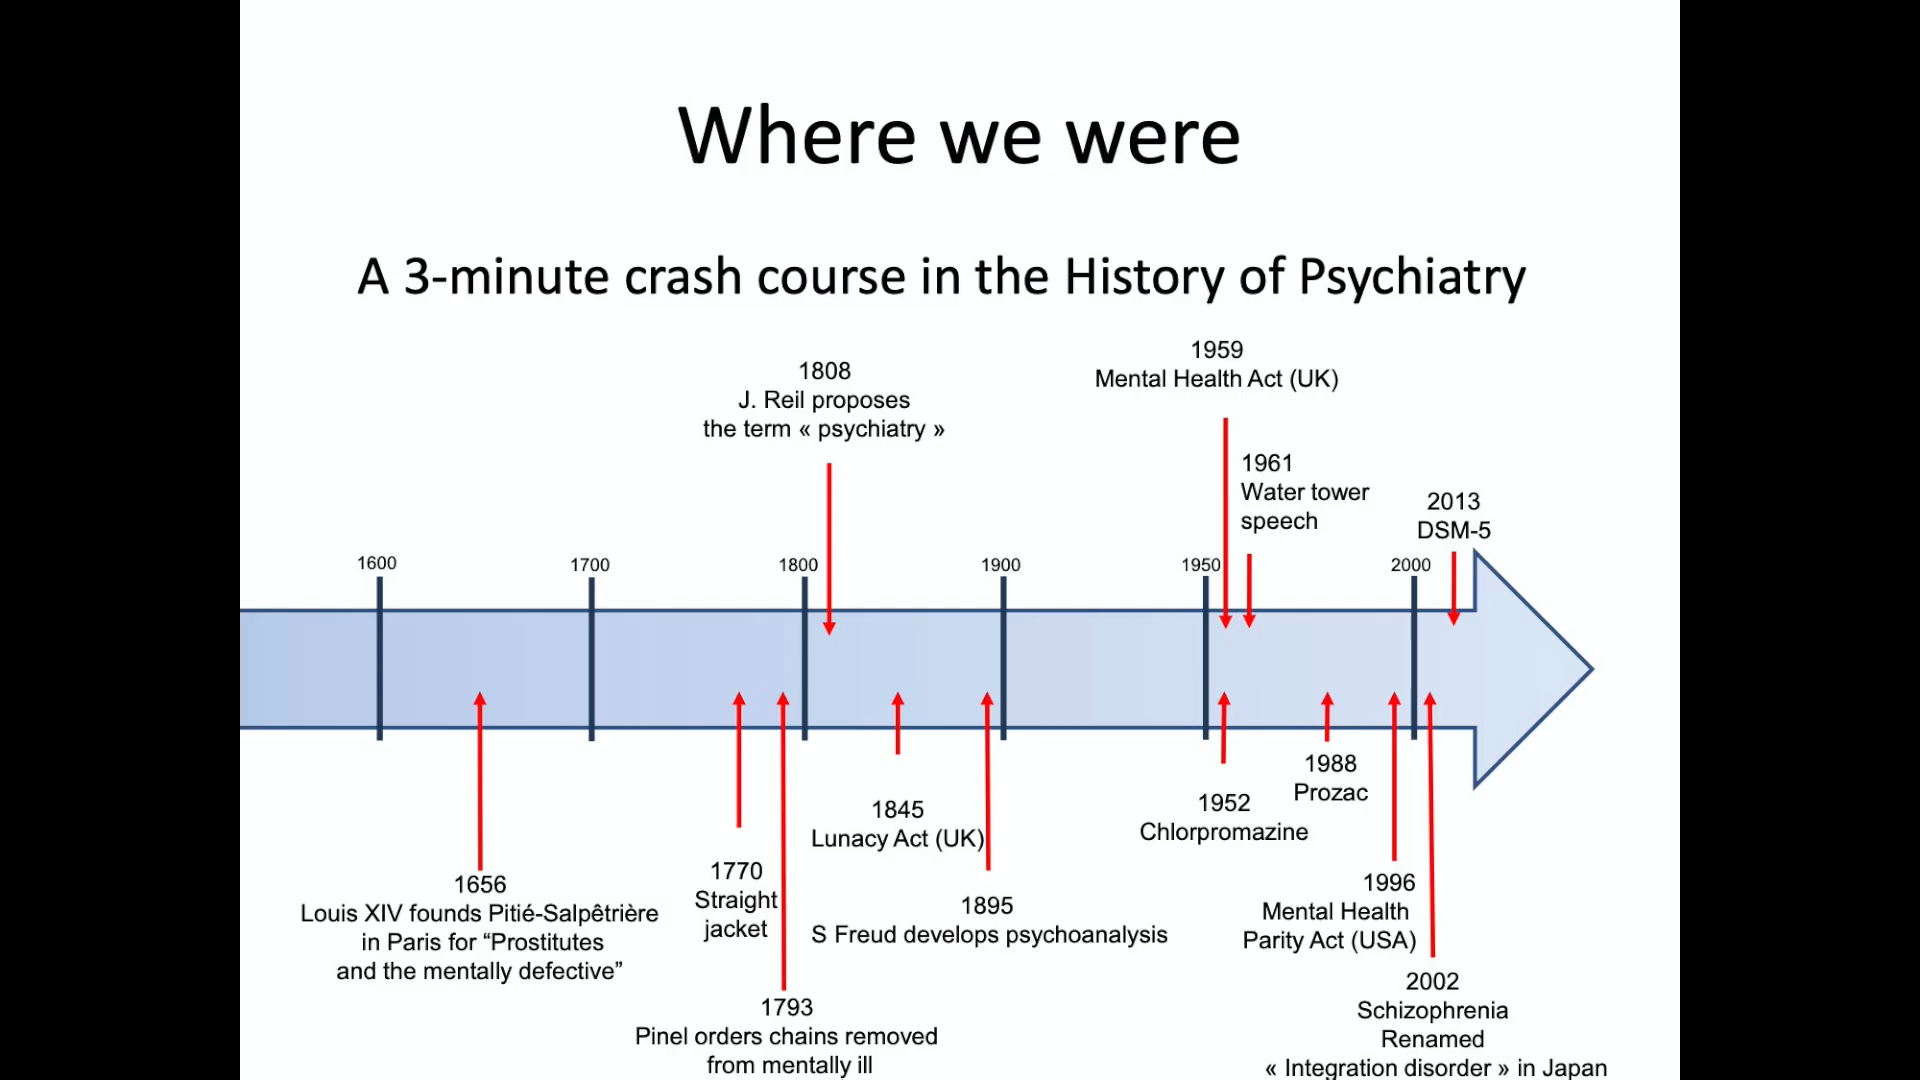 Where we were
A 3-minute crash course in the History of Psychiatry
1959
Mental Health Act (UK)
1808
J. Reil proposes
the term « psychiatry »
1961
Water tower
speech
2013
DSM-5
1600
1700
1800
1900
1950
2000
1988
Prozac
1952
Chlorpromazine
1845
Lunacy Act (UK)
1770
Straight
jacket
1656
Louis XIV founds Pitié-Salpêtrière
in Paris for “Prostitutes
and the mentally defective”
1895
S Freud develops psychoanalysis
1996
Mental Health
Parity Act (USA)
1793
Pinel orders chains removed
from mentally ill
2002
Schizophrenia
Renamed
« Integration disorder » in Japan